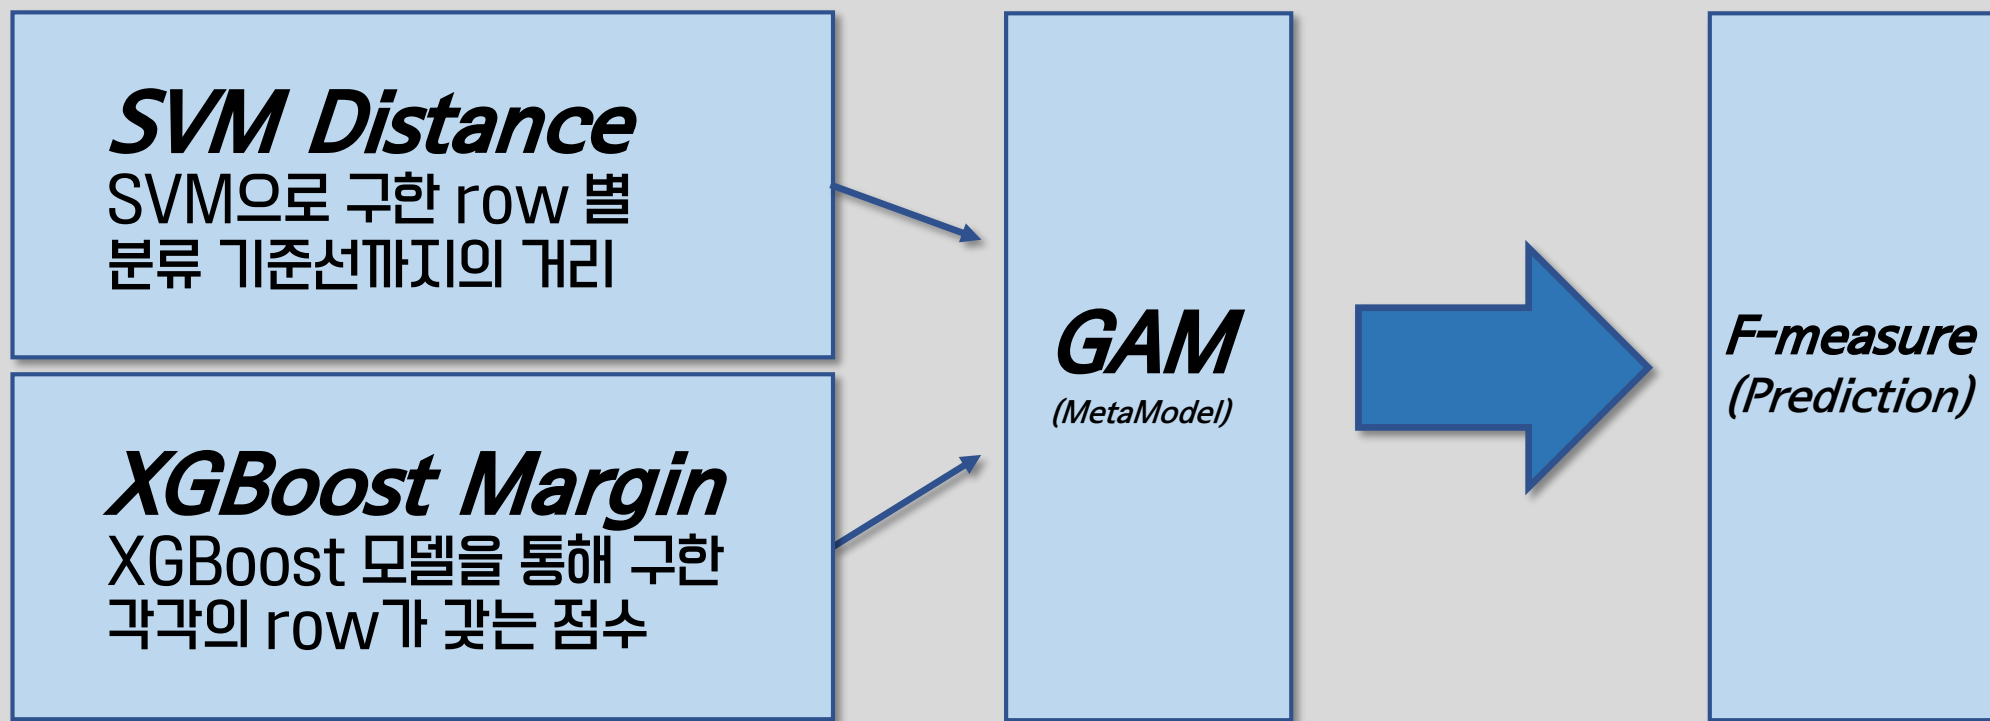 SVM Distance
SVM으로 구한 row 별
분류 기준선까지의 거리
XGBoost Margin
XGBoost 모델을 통해 구한
각각의 row가 갖는 점수
GAM
(MetaModel)
F-measure
(Prediction)